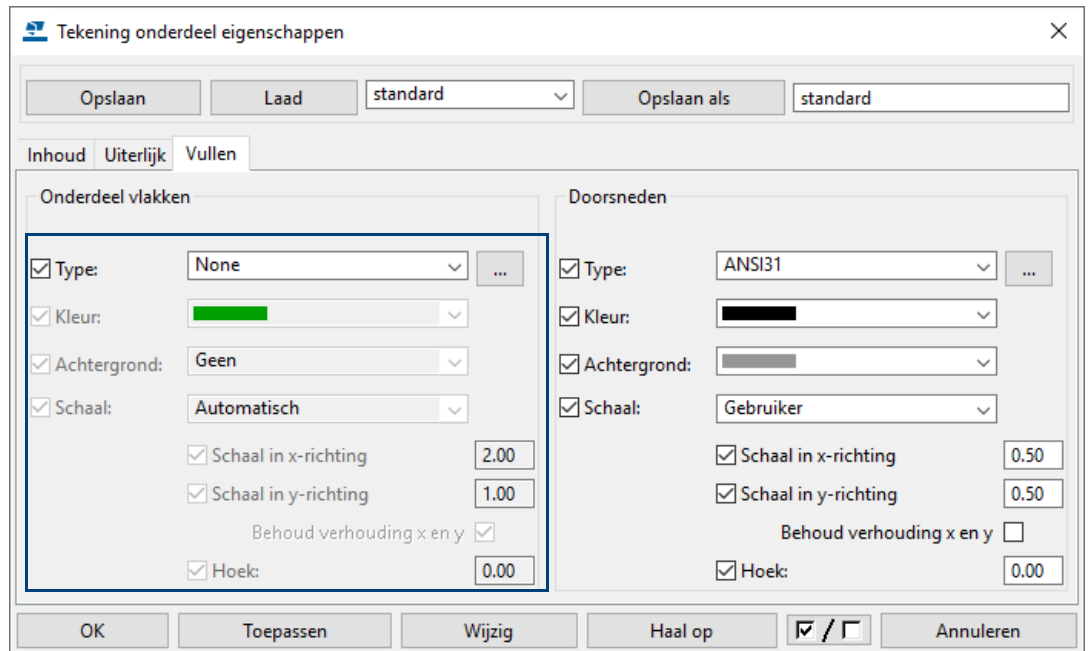 Tekening onderdeel eigenschappen
Opslaan Laad standard Opslaan als standard
Inhoud Uiterlijk Vullen
Onderdeel vlakken
Type: None ...
Kleur:
Achtergrond: Geen
Schaal: Automatisch
Schaal in x-richting 2.00
Schaal in y-richting 1.00
Behoud verhouding x en y
Hoek: 0.00
Doorsneden
Type: ANSI31 ...
Kleur:
Achtergrond:
Schaal: Gebruiker
Schaal in x-richting 0.50
Schaal in y-richting 0.50
Behoud verhouding x en y
Hoek: 0.00
OK Toepassen Wijzig Haal op / Annuleren